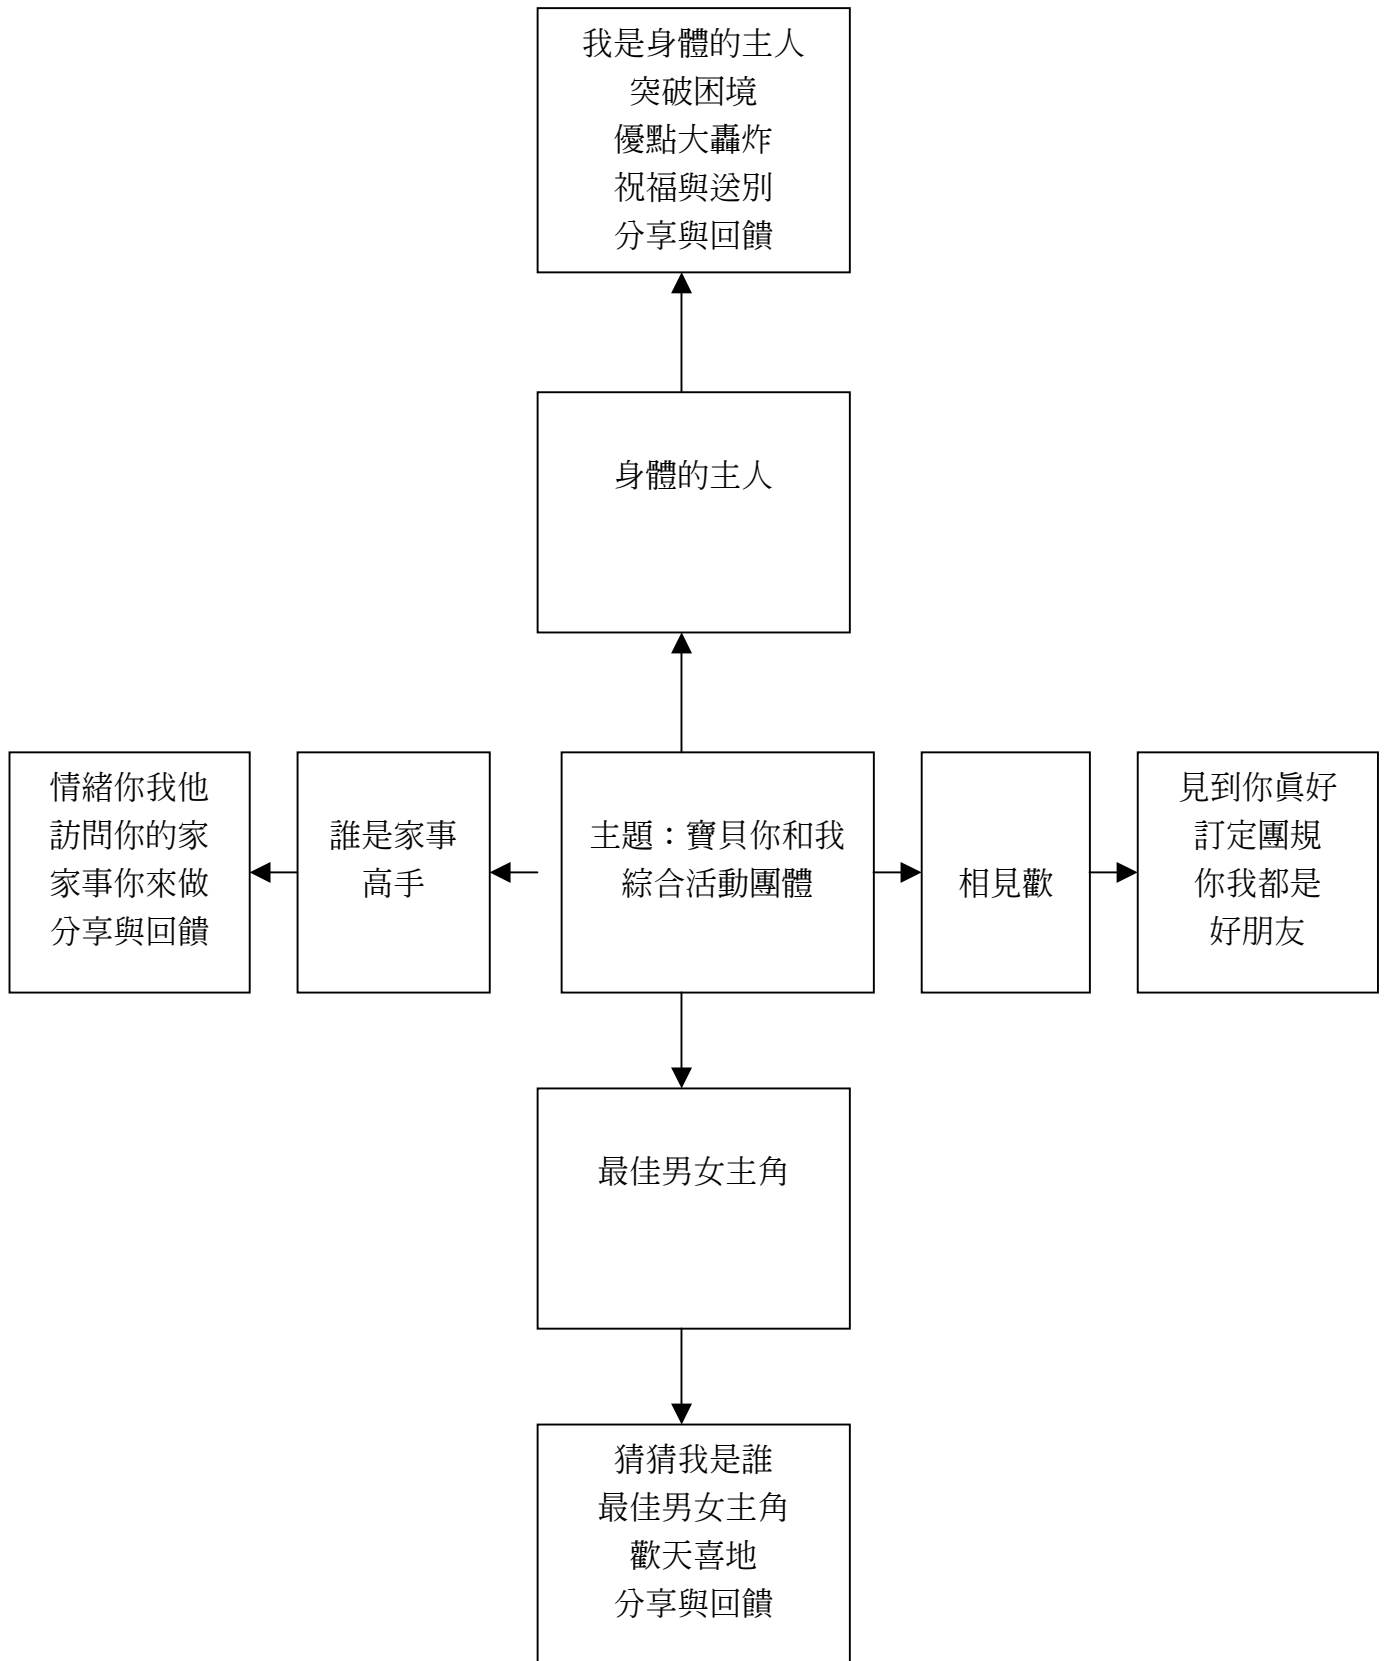 我是身體的主人
突破困境
優點大轟炸
祝福與送別
分享與回饋
身體的主人
情緒你我他
訪問你的家
家事你來做
分享與回饋
誰是家事
高手
主題：寶貝你和我
綜合活動團體
相見歡
見到你真好
訂定團規
你我都是
好朋友
最佳男女主角
猜猜我是誰
最佳男女主角
歡天喜地
分享與回饋